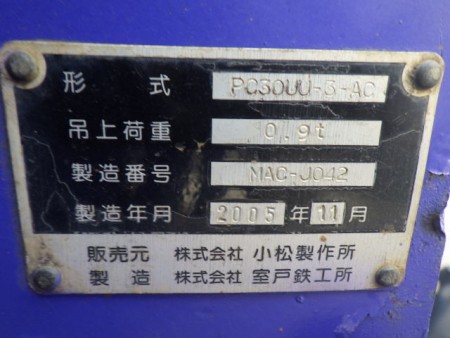 形式 PC30UU-3-AC
吊上荷重 0.9t
製造番号 MAC-J042
製造年月 2005年11月
販売元 株式会社 小松製作所
製造 株式会社 室戸鉄工所